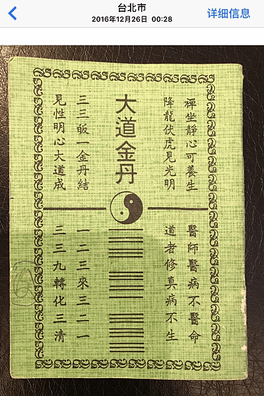 台北市
2016年12月26日 00:28
详细信息
禪坐靜心可養生
降龍伏虎見光明
大道金丹
三三皈一金丹結
見性明心大道成
醫師醫病不醫命
道者修真病不生
一二三來三二一
三三九轉化三清